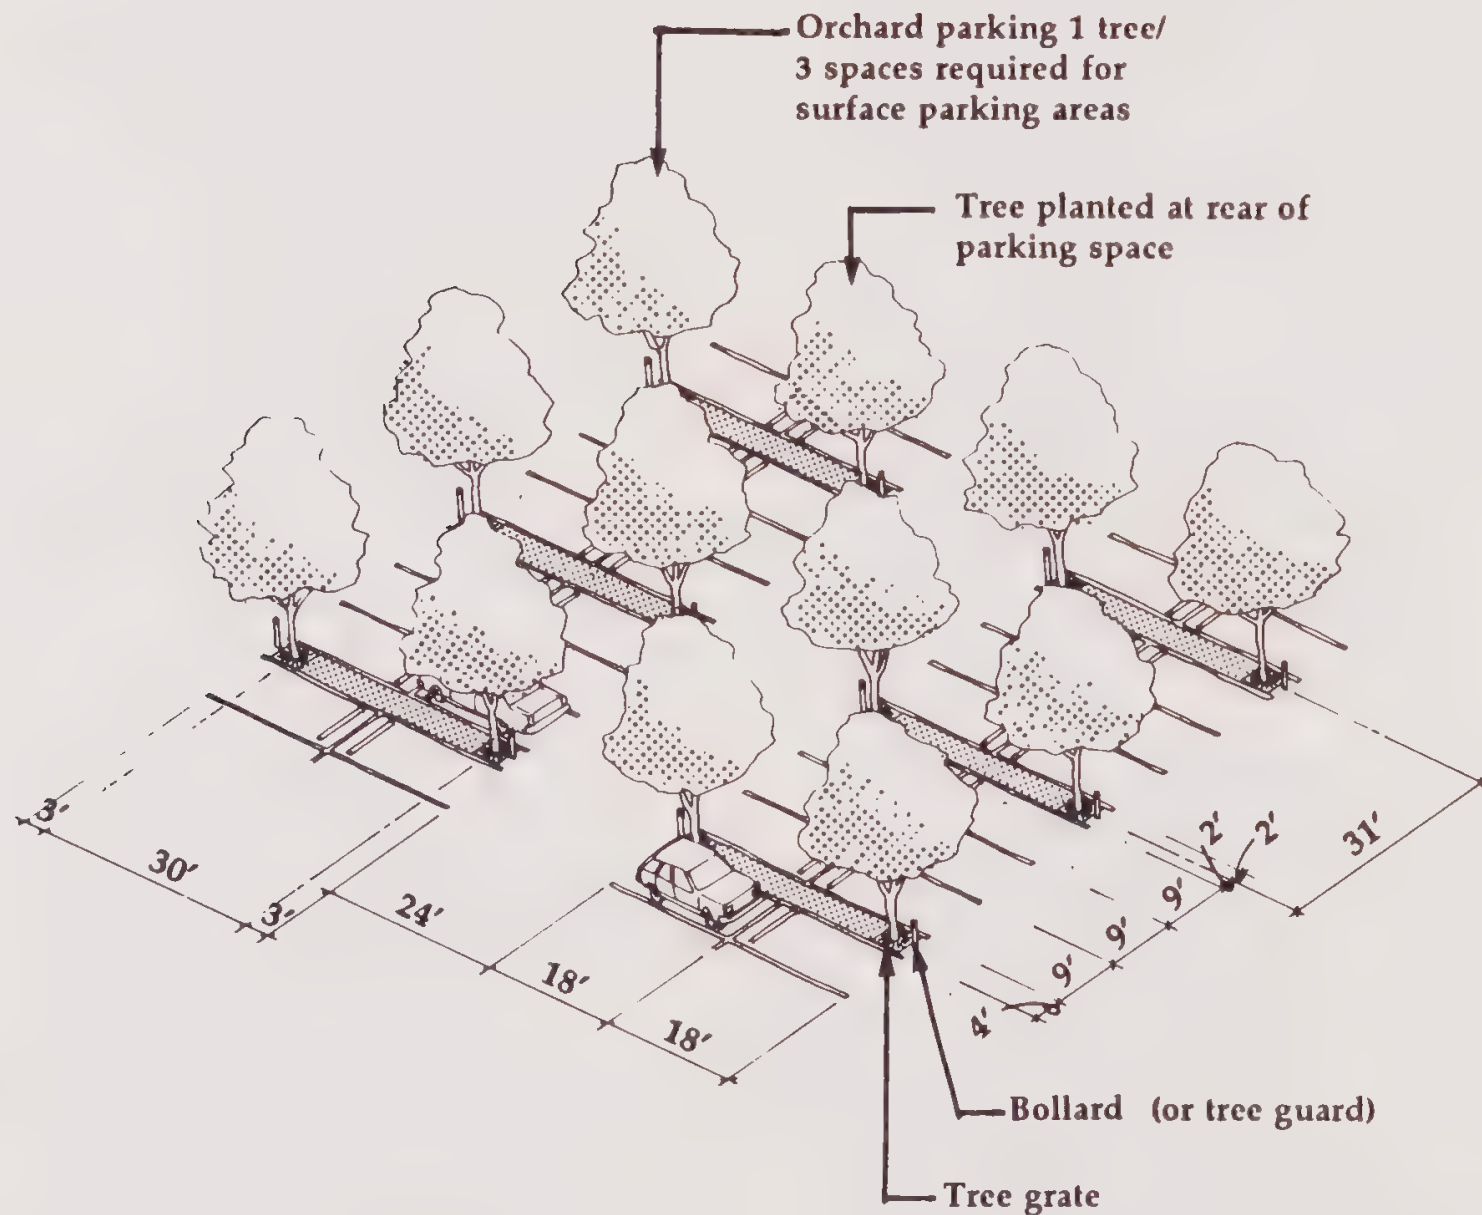 Orchard parking 1 tree/
3 spaces required for
surface parking areas
Tree planted at rear of
parking space
3'
30'
3'
24'
18'
18'
4'
9'
9'
9'
2'
2'
31'
Bollard (or tree guard)
Tree grate